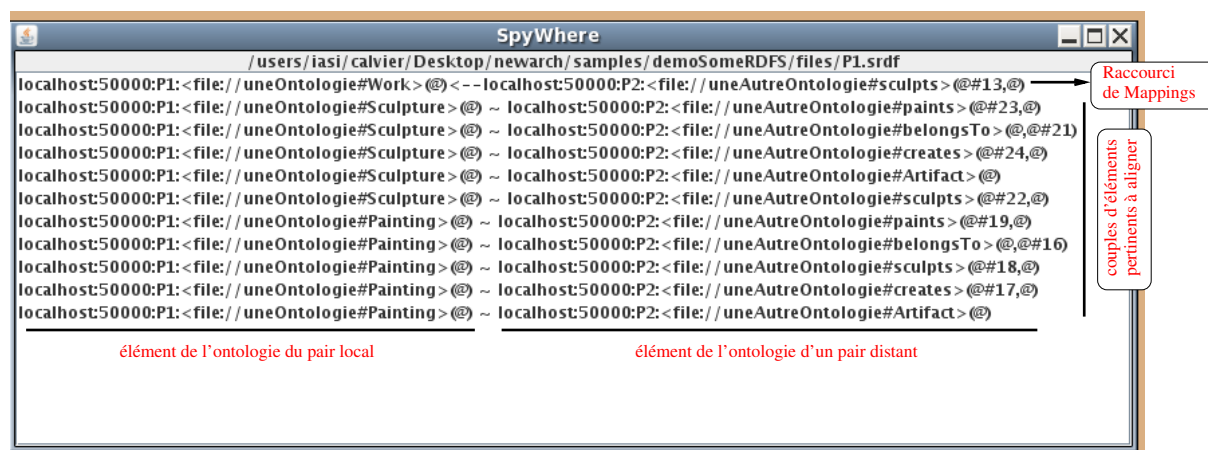 SpyWhere
/users/iasi/calvier/Desktop/newarch/samples/demoSomeRDFS/files/P1.srdf
localhost:50000:P1:<file://uneOntologie#Work>(@)<--localhost:50000:P2:<file://uneAutreOntologie#sculpts>(@#13,@)
Raccourci
de Mappings
localhost:50000:P1:<file://uneOntologie#Sculpture>(@) ~ localhost:50000:P2:<file://uneAutreOntologie#paints>(@#23,@)
localhost:50000:P1:<file://uneOntologie#Sculpture>(@) ~ localhost:50000:P2:<file://uneAutreOntologie#belongsTo>(@,@#21)
localhost:50000:P1:<file://uneOntologie#Sculpture>(@) ~ localhost:50000:P2:<file://uneAutreOntologie#creates>(@#24,@)
localhost:50000:P1:<file://uneOntologie#Sculpture>(@) ~ localhost:50000:P2:<file://uneAutreOntologie#Artifact>(@)
localhost:50000:P1:<file://uneOntologie#Sculpture>(@) ~ localhost:50000:P2:<file://uneAutreOntologie#sculpts>(@#22,@)
localhost:50000:P1:<file://uneOntologie#Painting>(@) ~ localhost:50000:P2:<file://uneAutreOntologie#paints>(@#19,@)
localhost:50000:P1:<file://uneOntologie#Painting>(@) ~ localhost:50000:P2:<file://uneAutreOntologie#belongsTo>(@,@#16)
localhost:50000:P1:<file://uneOntologie#Painting>(@) ~ localhost:50000:P2:<file://uneAutreOntologie#sculpts>(@#18,@)
localhost:50000:P1:<file://uneOntologie#Painting>(@) ~ localhost:50000:P2:<file://uneAutreOntologie#creates>(@#17,@)
localhost:50000:P1:<file://uneOntologie#Painting>(@) ~ localhost:50000:P2:<file://uneAutreOntologie#Artifact>(@)
couples d'éléments
pertinents à aligner
élément de l'ontologie du pair local
élément de l'ontologie d'un pair distant